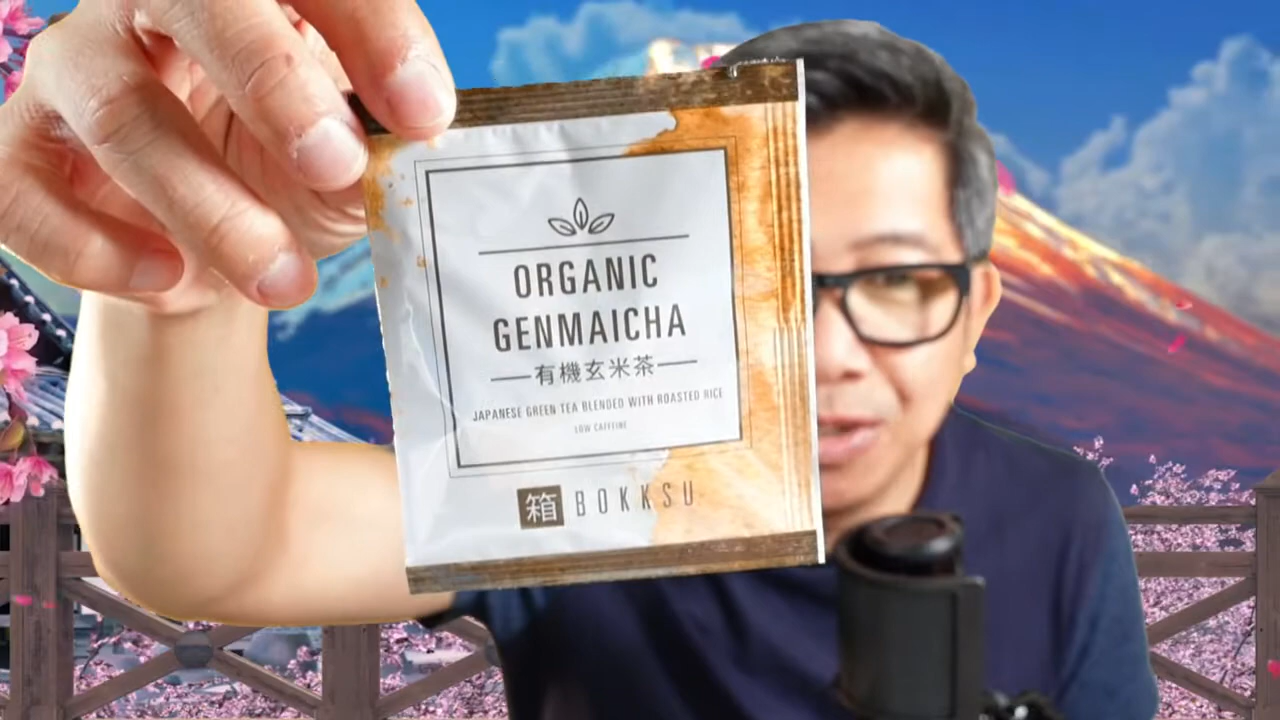 ORGANIC
GENMAICHA
有機玄米茶
JAPANESE GREEN TEA BLENDED WITH ROASTED RICE
LOW CAFFEINE
箱 BOKKSU